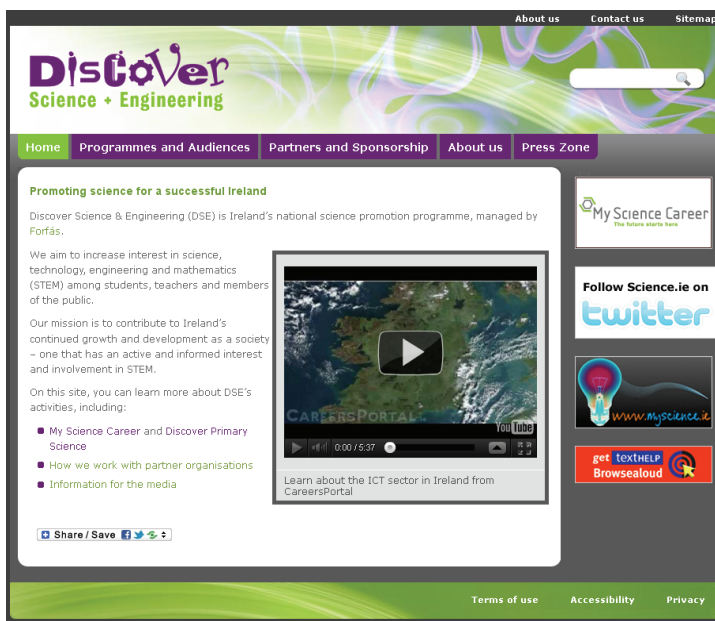 About us Contact us Sitemap
DiscoVer
Science + Engineering
Home Programmes and Audiences Partners and Sponsorship About us Press Zone
Promoting science for a successful Ireland
Discover Science & Engineering (DSE) is Ireland's national science promotion programme, managed by
Forfás.
We aim to increase interest in science,
technology, engineering and mathematics
(STEM) among students, teachers and members
of the public.
Our mission is to contribute to Ireland's
continued growth and development as a society
– one that has an active and informed interest
and involvement in STEM.
On this site, you can learn more about DSE's
activities, including:
My Science Career and Discover Primary
Science
How we work with partner organisations
Information for the media
CAREERSPORTAL
YouTube
0:00 / 5:37
Learn about the ICT sector in Ireland from
CareersPortal
Share / Save
My Science Career
The future starts here
Follow Science.ie on
twitter
www.myscience.ie
get textHELP
Browsealoud
Terms of use Accessibility Privacy